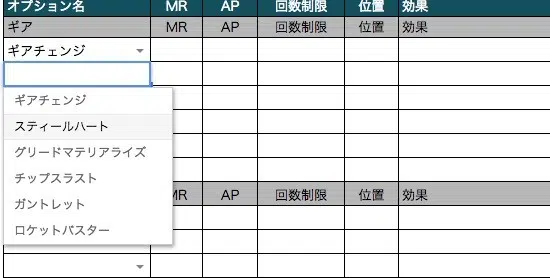 オプション名 MR AP 回数制限 位置 効果
ギア MR AP 回数制限 位置 効果
ギアチェンジ
ギアチェンジ
スティールハート
グリードマテリアライズ
チップスラスト
ガントレット
MR AP 回数制限 位置 効果
ロケットバスター